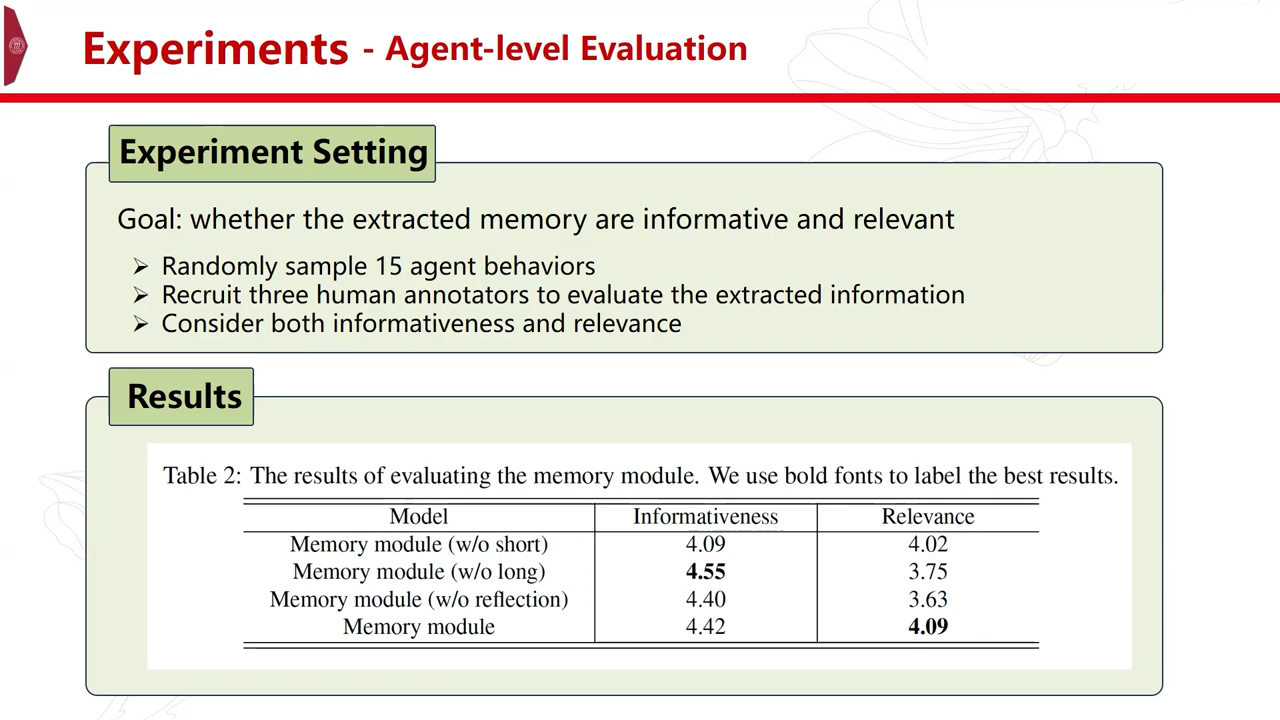 Experiments - Agent-level Evaluation
Experiment Setting
Goal: whether the extracted memory are informative and relevant
➢ Randomly sample 15 agent behaviors
➢ Recruit three human annotators to evaluate the extracted information
➢ Consider both informativeness and relevance
Results
Table 2: The results of evaluating the memory module. We use bold fonts to label the best results.
Model Informativeness Relevance
Memory module (w/o short) 4.09 4.02
Memory module (w/o long) 4.55 3.75
Memory module (w/o reflection) 4.40 3.63
Memory module 4.42 4.09